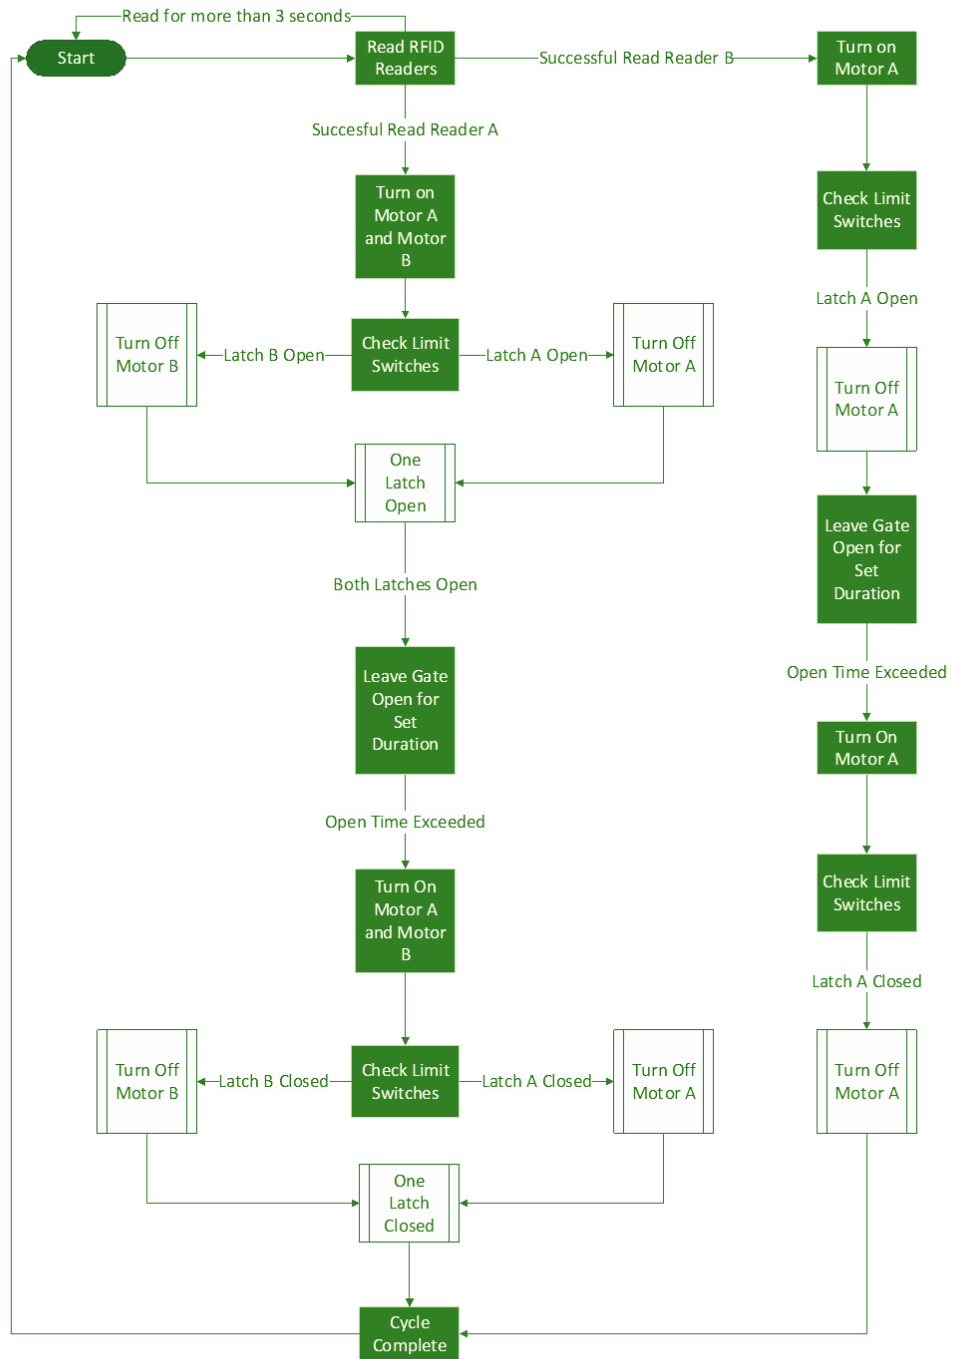 Read for more than 3 seconds
Start
Read RFID
Readers
Successful Read Reader B
Turn on
Motor A
Succesful Read Reader A
Turn on
Motor A
and Motor
B
Check Limit
Switches
Latch A Open
Turn Off
Motor B
Latch B Open
Check Limit
Switches
Latch A Open
Turn Off
Motor A
Turn Off
Motor A
One
Latch
Open
Leave Gate
Open for
Set
Duration
Both Latches Open
Leave Gate
Open for
Set
Duration
Open Time Exceeded
Turn On
Motor A
Open Time Exceeded
Turn On
Motor A
and Motor
B
Check Limit
Switches
Latch A Closed
Turn Off
Motor B
Latch B Closed
Check Limit
Switches
Latch A Closed
Turn Off
Motor A
Turn Off
Motor A
One
Latch
Closed
Cycle
Complete